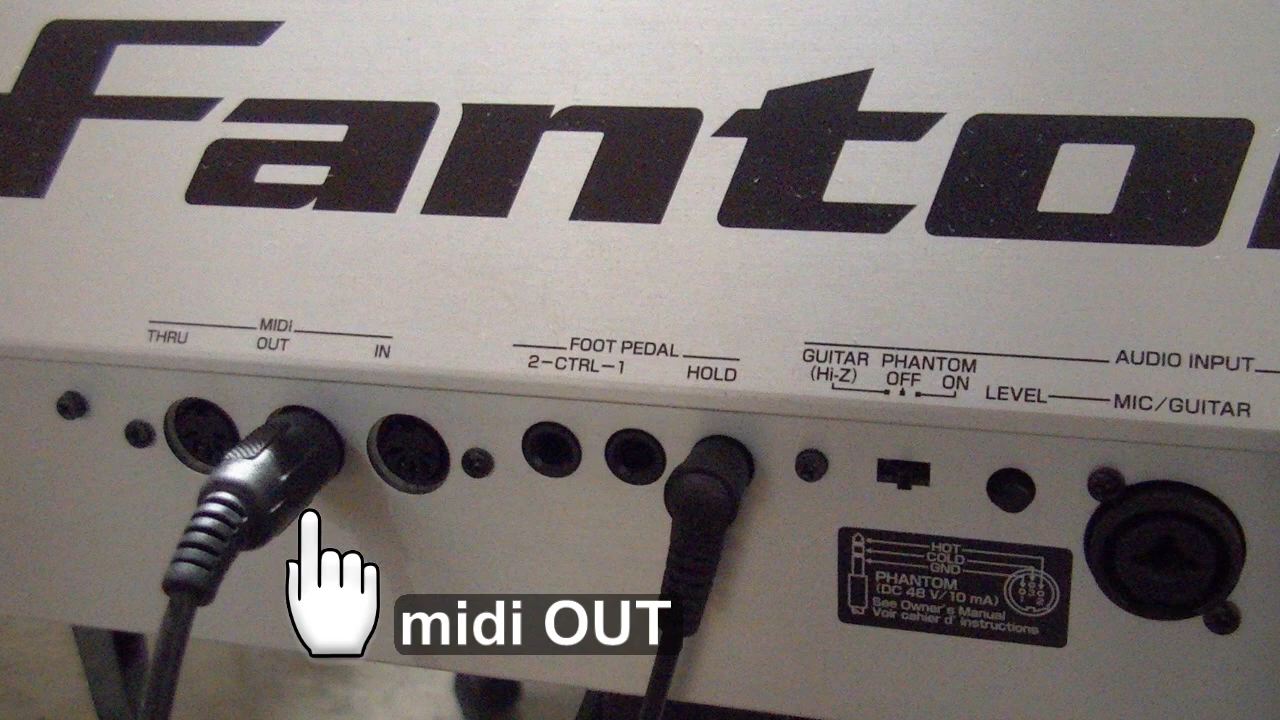 Fanto
MIDI
THRU OUT IN
FOOT PEDAL
2-CTRL-1 HOLD
AUDIO INPUT
GUITAR (Hi-Z)
PHANTOM
OFF ON
LEVEL
MIC/GUITAR
HOT
COLD
GND
PHANTOM
(DC 48 V/10 mA)
See Owner's Manual
Voir cahier d' instructions
midi OUT